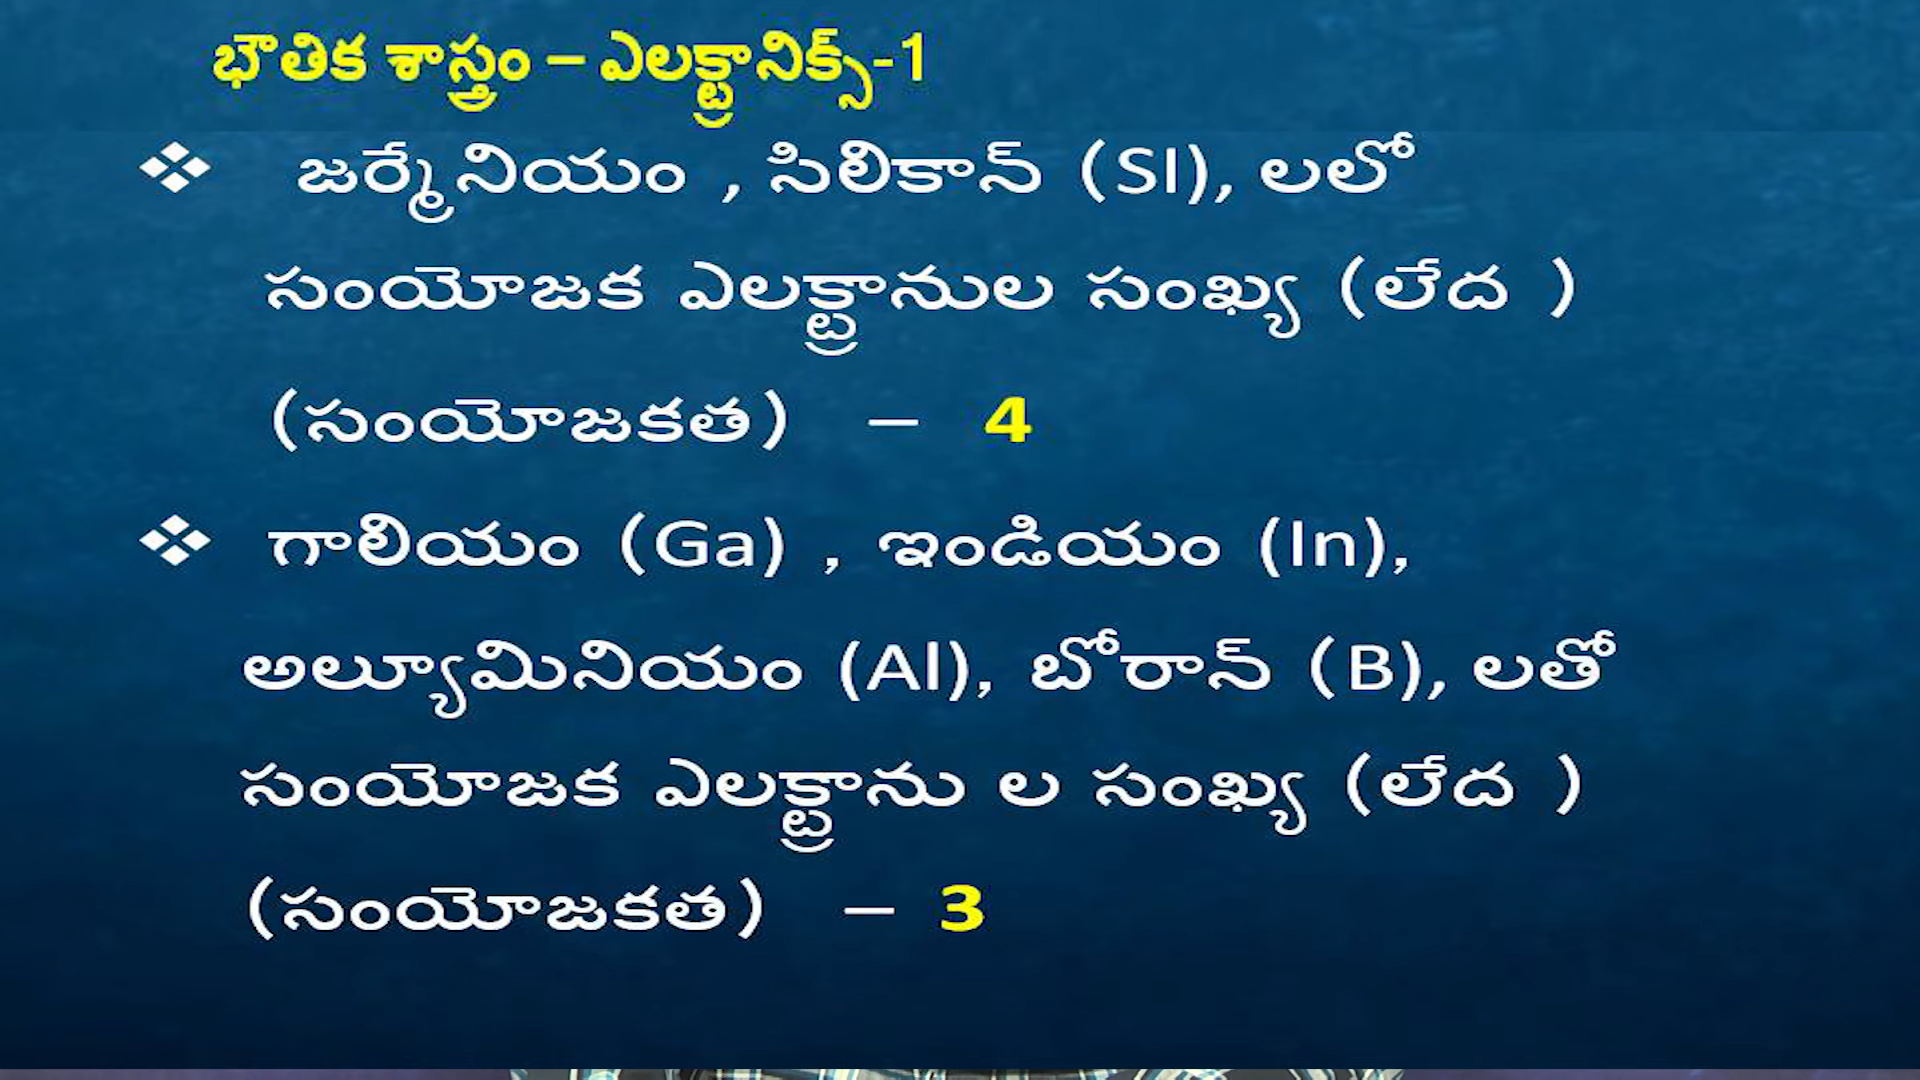 భౌతిక శాస్త్రం – ఎలక్ట్రానిక్స్-1
❖ జర్మేనియం , సిలికాన్ (SI), లలో
సంయోజక ఎలక్ట్రానుల సంఖ్య (లేద )
(సంయోజకత) – 4
❖ గాలియం (Ga) , ఇండియం (In),
అల్యూమినియం (Al), బోరాన్ (B), లతో
సంయోజక ఎలక్ట్రాను ల సంఖ్య (లేద )
(సంయోజకత) – 3